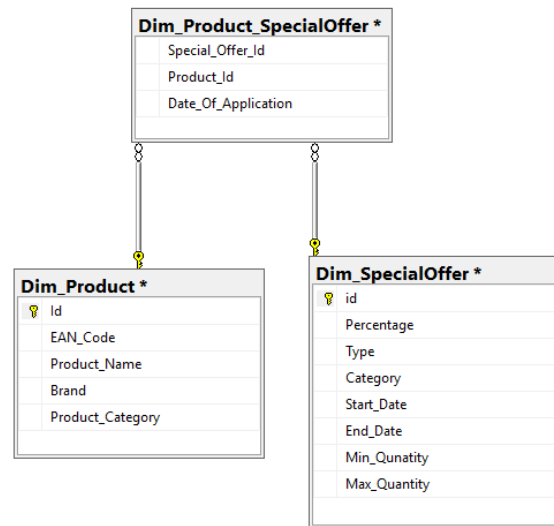 Dim_Product_SpecialOffer *
Special_Offer_Id
Product_Id
Date_Of_Application
Dim_Product *
Id
EAN_Code
Product_Name
Brand
Product_Category
Dim_SpecialOffer *
id
Percentage
Type
Category
Start_Date
End_Date
Min_Qunatity
Max_Quantity